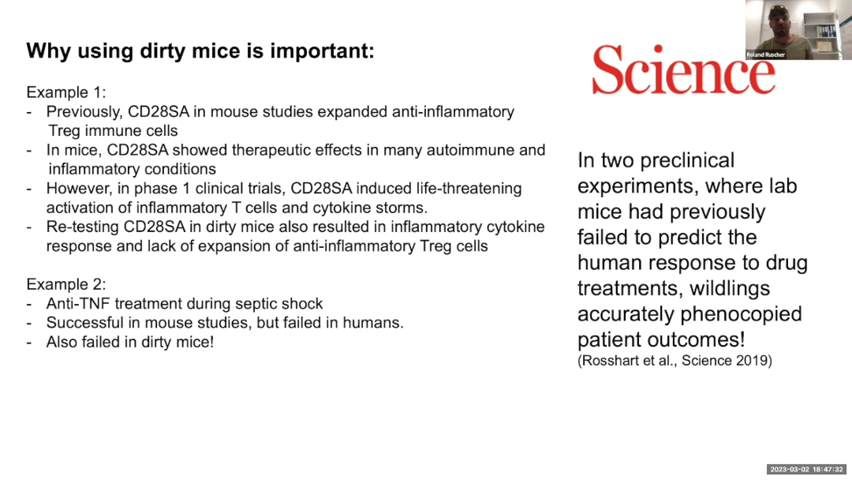 Why using dirty mice is important:
Example 1:
- Previously, CD28SA in mouse studies expanded anti-inflammatory
Treg immune cells
- In mice, CD28SA showed therapeutic effects in many autoimmune and
inflammatory conditions
- However, in phase 1 clinical trials, CD28SA induced life-threatening
activation of inflammatory T cells and cytokine storms.
- Re-testing CD28SA in dirty mice also resulted in inflammatory cytokine
response and lack of expansion of anti-inflammatory Treg cells
Example 2:
- Anti-TNF treatment during septic shock
- Successful in mouse studies, but failed in humans.
- Also failed in dirty mice!
Science
In two preclinical
experiments, where lab
mice had previously
failed to predict the
human response to drug
treatments, wildlings
accurately phenocopied
patient outcomes!
(Rosshart et al., Science 2019)
Roland Ruscher
2023-03-02 18:47:32